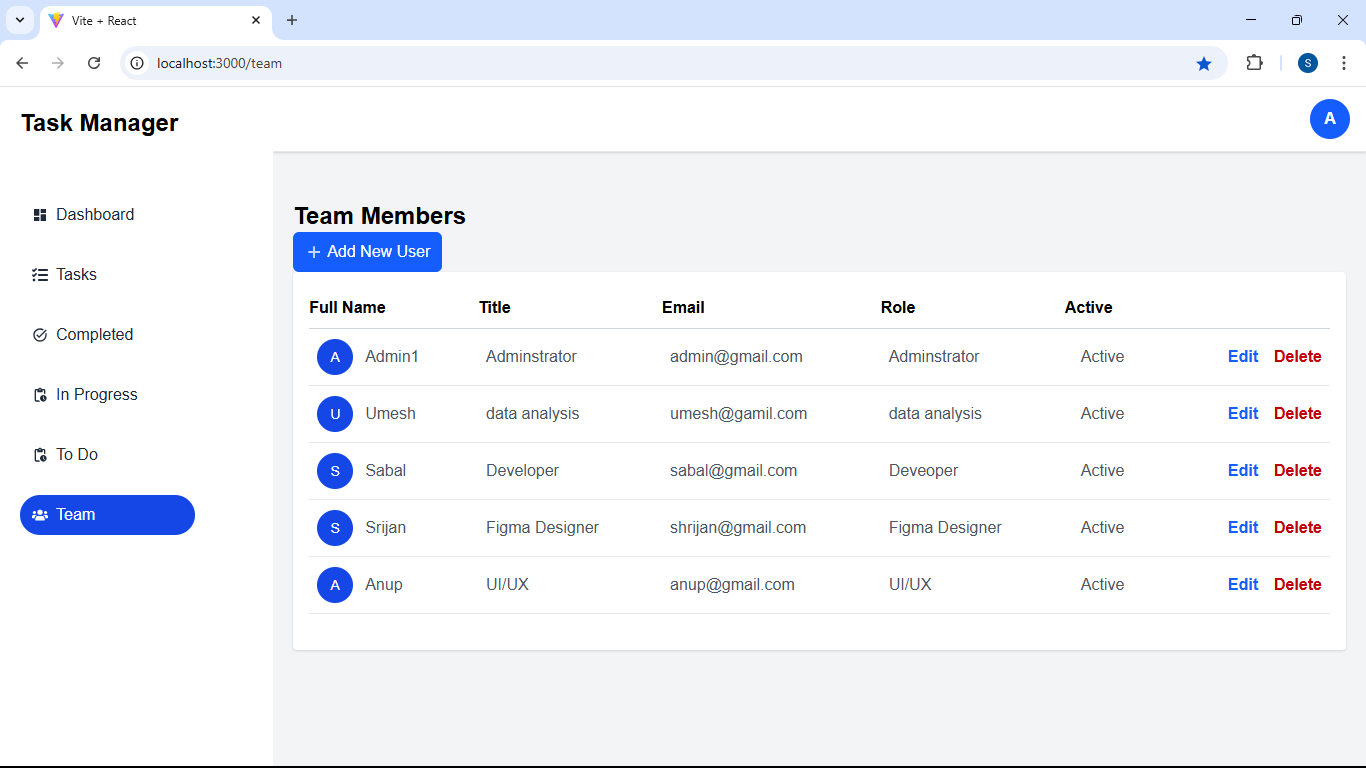 Vite + React
localhost:3000/team
S
Task Manager
A
Dashboard
Tasks
Completed
In Progress
To Do
Team
Team Members
+ Add New User
Full Name Title Email Role Active
A Admin1 Adminstrator admin@gmail.com Adminstrator Active Edit Delete
U Umesh data analysis umesh@gamil.com data analysis Active Edit Delete
S Sabal Developer sabal@gmail.com Deveoper Active Edit Delete
S Srijan Figma Designer shrijan@gmail.com Figma Designer Active Edit Delete
A Anup UI/UX anup@gmail.com UI/UX Active Edit Delete